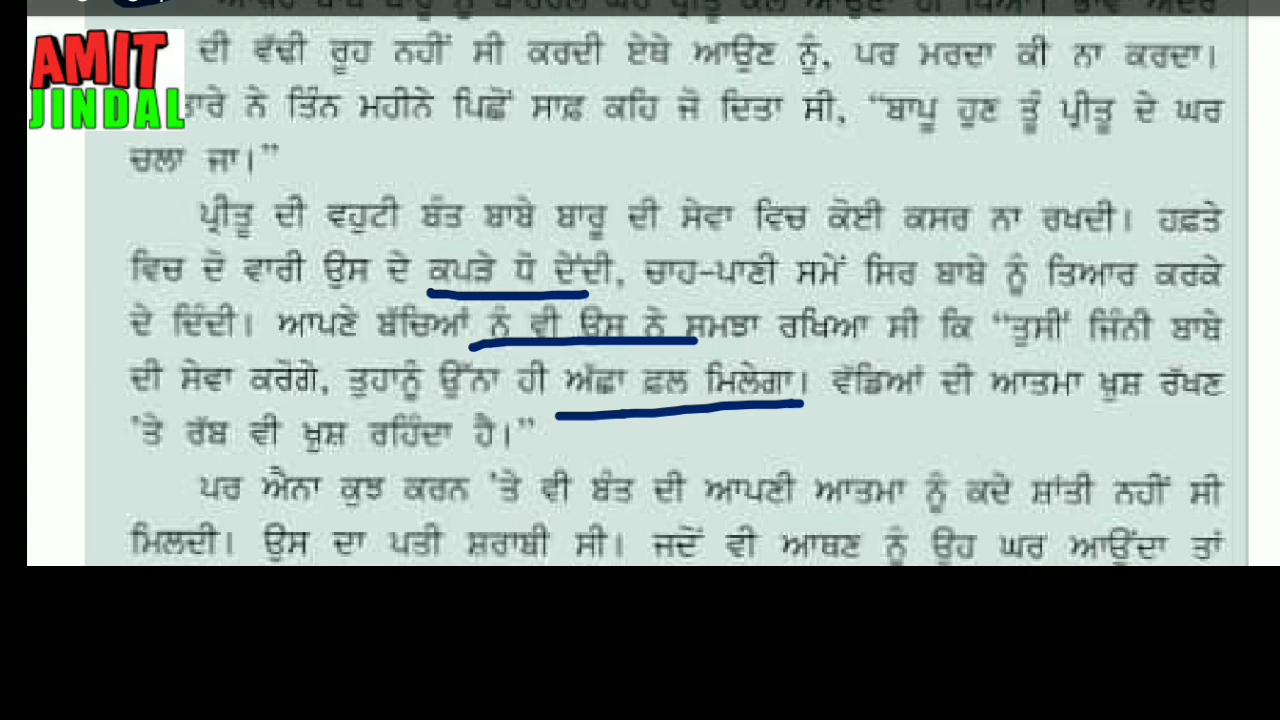 AMIT
JINDAL
ਦੀ ਵੱਢੀ ਰੂਹ ਨਹੀਂ ਸੀ ਕਰਦੀ ਏਥੇ ਆਉਣ ਨੂੰ, ਪਰ ਮਰਦਾ ਕੀ ਨਾ ਕਰਦਾ।
ਨੇ ਤਿੰਨ ਮਹੀਨੇ ਪਿਛੋਂ ਸਾਫ਼ ਕਹਿ ਜੋ ਦਿਤਾ ਸੀ, “ਬਾਪੂ ਹੁਣ ਤੂੰ ਪ੍ਰੀਤੂ ਦੇ ਘਰ
ਚਲਾ ਜਾ।”
ਪ੍ਰੀਤੂ ਦੀ ਵਹੁਟੀ ਬੰਤ ਬਾਬੇ ਬਾਰੂ ਦੀ ਸੇਵਾ ਵਿਚ ਕੋਈ ਕਸਰ ਨਾ ਰਖਦੀ। ਹਫ਼ਤੇ
ਵਿਚ ਦੋ ਵਾਰੀ ਉਸ ਦੇ ਕਪੜੇ ਧੋ ਦੇਂਦੀ, ਚਾਹ-ਪਾਣੀ ਸਮੇਂ ਸਿਰ ਬਾਬੇ ਨੂੰ ਤਿਆਰ ਕਰਕੇ
ਦੇ ਦਿੰਦੀ। ਆਪਣੇ ਬੱਚਿਆਂ ਨੂੰ ਵੀ ਉਸ ਨੇ ਸਮਝਾ ਰਖਿਆ ਸੀ ਕਿ “ਤੁਸੀਂ ਜਿੰਨੀ ਬਾਬੇ
ਦੀ ਸੇਵਾ ਕਰੋਗੇ, ਤੁਹਾਨੂੰ ਉੱਨਾ ਹੀ ਅੱਛਾ ਫ਼ਲ ਮਿਲੇਗਾ। ਵੱਡਿਆਂ ਦੀ ਆਤਮਾ ਖ਼ੁਸ਼ ਰੱਖਣ
’ਤੇ ਰੱਬ ਵੀ ਖ਼ੁਸ਼ ਰਹਿੰਦਾ ਹੈ।”
ਪਰ ਐਨਾ ਕੁਝ ਕਰਨ ’ਤੇ ਵੀ ਬੰਤ ਦੀ ਆਪਣੀ ਆਤਮਾ ਨੂੰ ਕਦੇ ਸ਼ਾਂਤੀ ਨਹੀਂ ਸੀ
ਮਿਲਦੀ। ਉਸ ਦਾ ਪਤੀ ਸ਼ਰਾਬੀ ਸੀ। ਜਦੋਂ ਵੀ ਆਥਣ ਨੂੰ ਉਹ ਘਰ ਆਉਂਦਾ ਤਾਂ